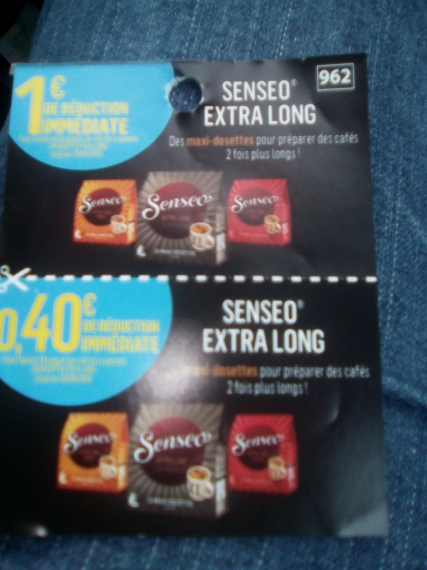 962
1€
DE RÉDUCTION
IMMÉDIATE
SENSEO®
EXTRA LONG
Des maxi-dosettes pour préparer des cafés
2 fois plus longs !
Senseo
Senseo
Senseo
0,40€
DE RÉDUCTION
IMMÉDIATE
SENSEO®
EXTRA LONG
maxi-dosettes pour préparer des cafés
2 fois plus longs !
Senseo
Senseo
Senseo